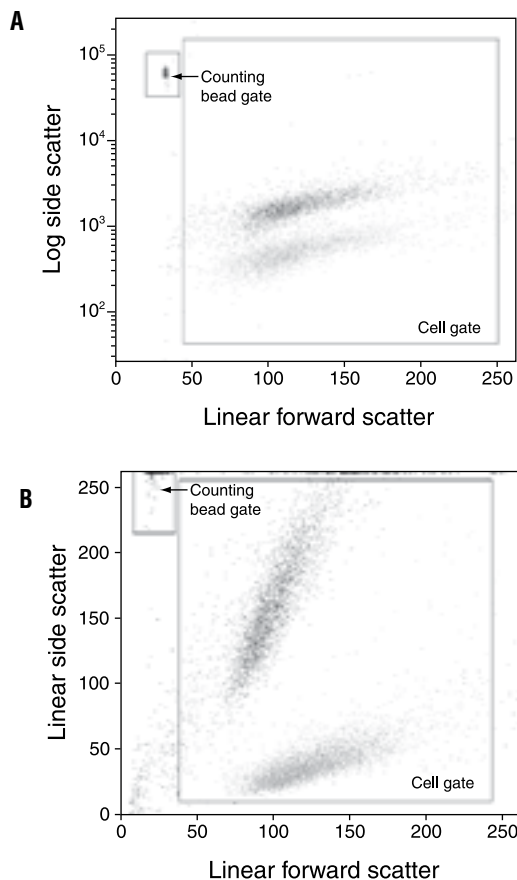 A
Log side scatter
10⁵
10⁴
10³
10²
Counting
bead gate
Cell gate
0 50 100 150 200 250
Linear forward scatter
B
Linear side scatter
250
200
150
100
50
0
Counting
bead gate
Cell gate
0 50 100 150 200 250
Linear forward scatter